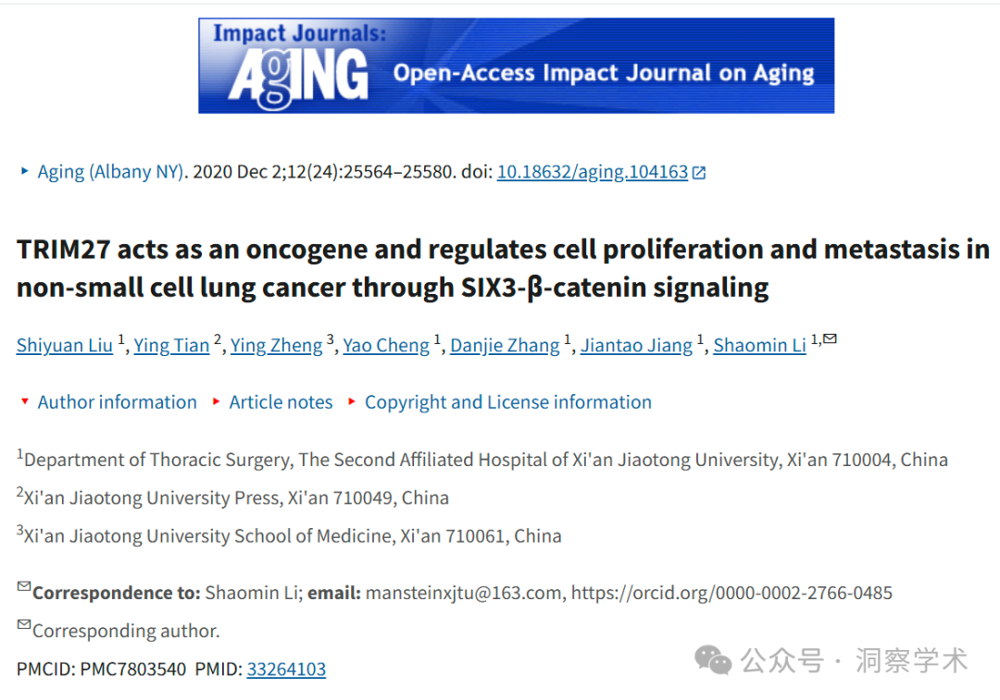 Impact Journals:
AgING Open-Access Impact Journal on Aging
Aging (Albany NY). 2020 Dec 2;12(24):25564–25580. doi: 10.18632/aging.104163
TRIM27 acts as an oncogene and regulates cell proliferation and metastasis in
non-small cell lung cancer through SIX3-β-catenin signaling
Shiyuan Liu 1, Ying Tian 2, Ying Zheng 3, Yao Cheng 1, Danjie Zhang 1, Jiantao Jiang 1, Shaomin Li 1,✉
▾ Author information ▸ Article notes ▸ Copyright and License information
1Department of Thoracic Surgery, The Second Affiliated Hospital of Xi'an Jiaotong University, Xi'an 710004, China
2Xi'an Jiaotong University Press, Xi'an 710049, China
3Xi'an Jiaotong University School of Medicine, Xi'an 710061, China
✉Correspondence to: Shaomin Li; email: mansteinxjtu@163.com, https://orcid.org/0000-0002-2766-0485
✉Corresponding author.
PMCID: PMC7803540 PMID: 33264103
公众号 · 洞察学术